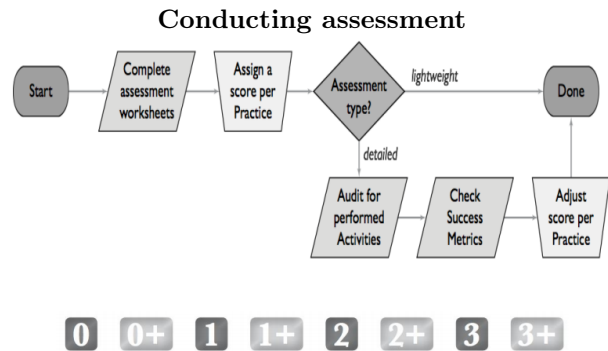 Conducting assessment
Start
Complete
assessment
worksheets
Assign a
score per
Practice
Assessment
type?
lightweight
Done
detailed
Audit for
performed
Activities
Check
Success
Metrics
Adjust
score per
Practice
0 0+ 1 1+ 2 2+ 3 3+